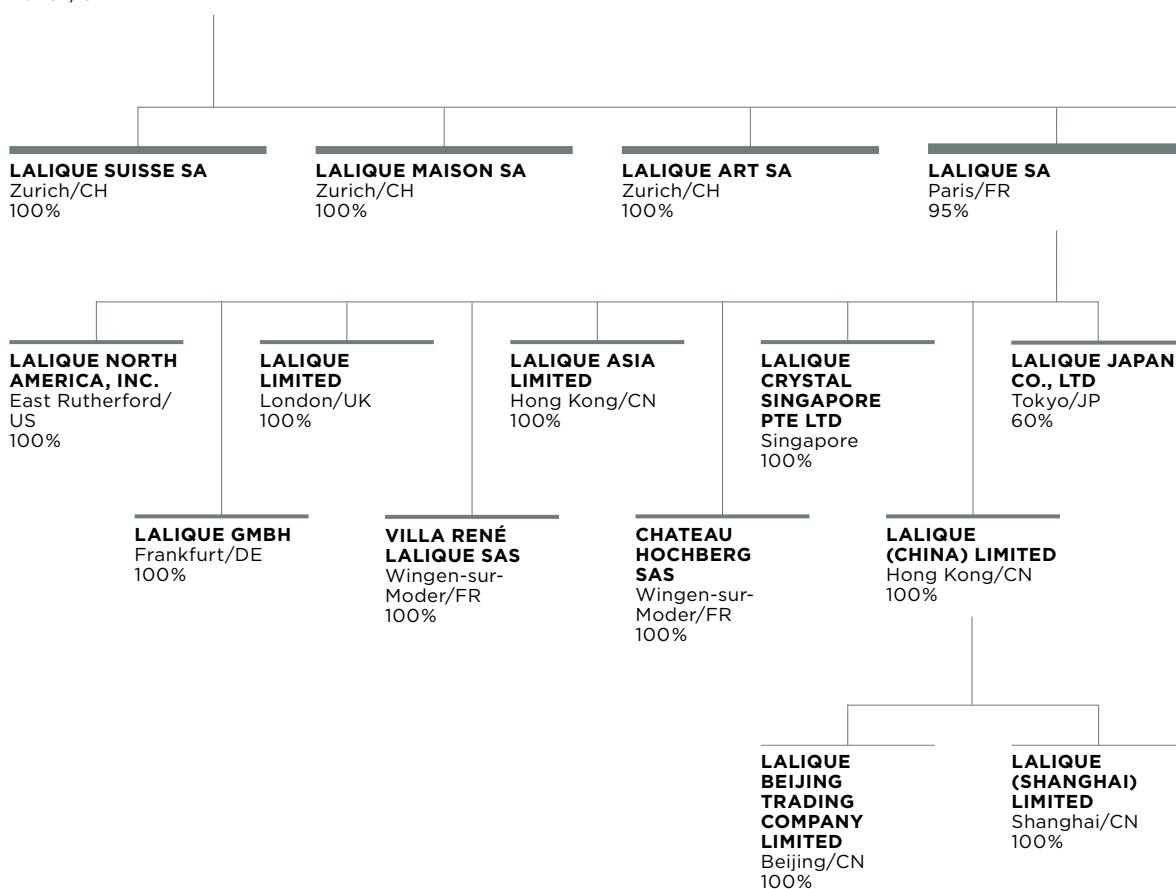 LALIQUE SUISSE SA
Zurich/CH
100%
LALIQUE MAISON SA
Zurich/CH
100%
LALIQUE ART SA
Zurich/CH
100%
LALIQUE SA
Paris/FR
95%
LALIQUE NORTH
AMERICA, INC.
East Rutherford/
US
100%
LALIQUE
LIMITED
London/UK
100%
LALIQUE ASIA
LIMITED
Hong Kong/CN
100%
LALIQUE
CRYSTAL
SINGAPORE
PTE LTD
Singapore
100%
LALIQUE JAPAN
CO., LTD
Tokyo/JP
60%
LALIQUE GMBH
Frankfurt/DE
100%
VILLA RENÉ
LALIQUE SAS
Wingen-sur-
Moder/FR
100%
CHATEAU
HOCHBERG
SAS
Wingen-sur-
Moder/FR
100%
LALIQUE
(CHINA) LIMITED
Hong Kong/CN
100%
LALIQUE
BEIJING
TRADING
COMPANY
LIMITED
Beijing/CN
100%
LALIQUE
(SHANGHAI)
LIMITED
Shanghai/CN
100%